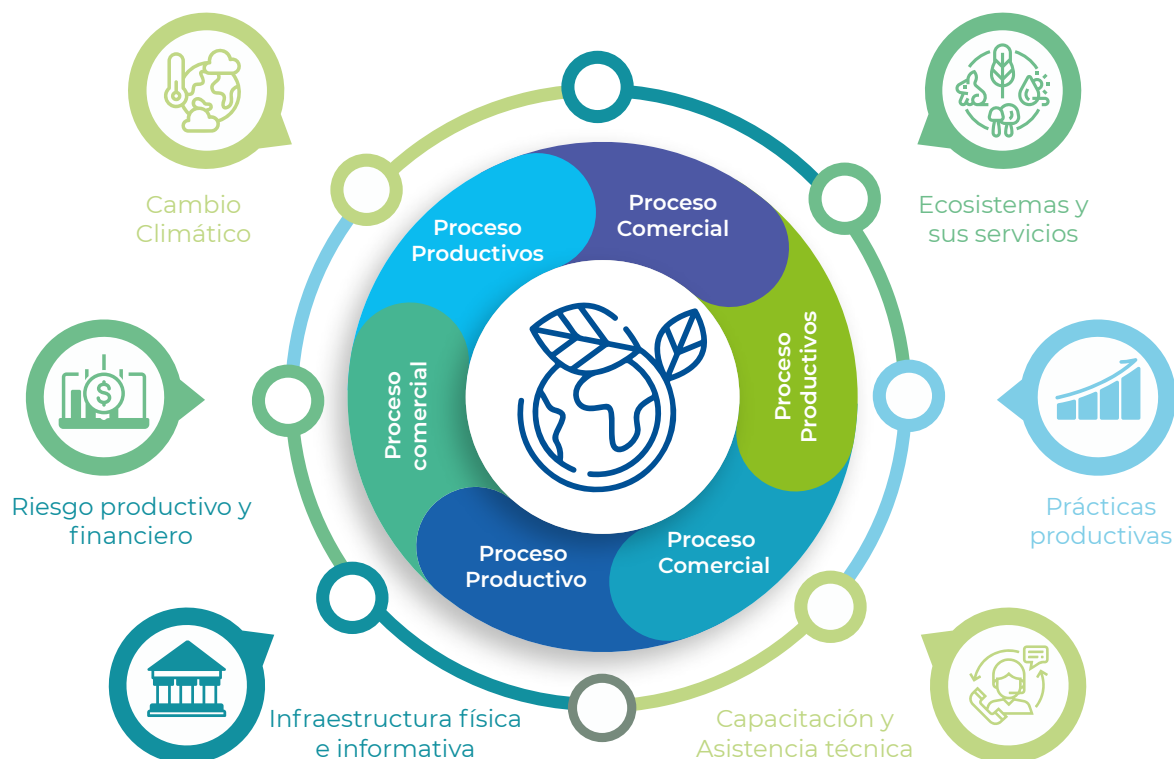 Cambio
Climático
Ecosistemas y
sus servicios
Proceso
Comercial
Proceso
Productivos
Proceso
Productivos
Proceso
comercial
Proceso
Productivo
Proceso
Comercial
Riesgo productivo y
financiero
$
Prácticas
productivas
Infraestructura física
e informativa
Capacitación y
Asistencia técnica